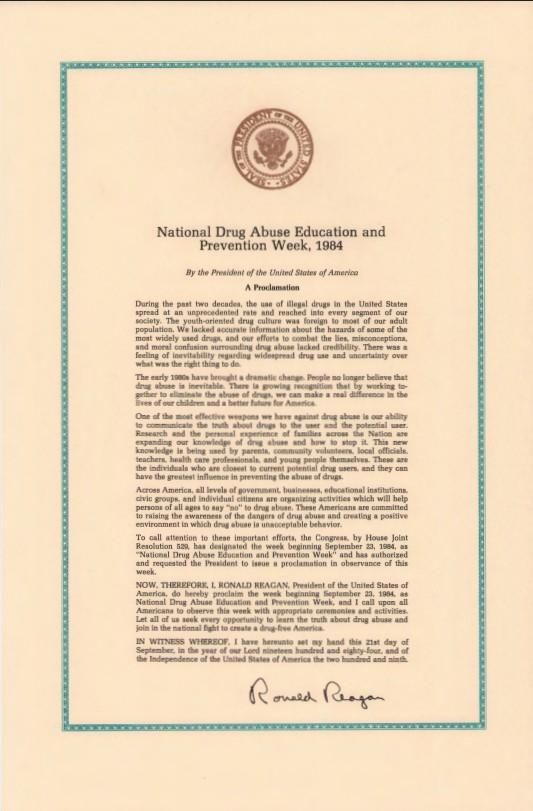 SEAL OF THE PRESIDENT OF THE UNITED STATES
National Drug Abuse Education and
Prevention Week, 1984
By the President of the United States of America
A Proclamation
During the past two decades, the use of illegal drugs in the United States
spread at an unprecedented rate and reached into every segment of our
society. The youth-oriented drug culture was foreign to most of our adult
population. We lacked accurate information about the hazards of some of the
most widely used drugs, and our efforts to combat the lies, misconceptions,
and moral confusion surrounding drug abuse lacked credibility. There was a
feeling of inevitability regarding widespread drug use and uncertainty over
what was the right thing to do.
The early 1980s have brought a dramatic change. People no longer believe that
drug abuse is inevitable. There is growing recognition that by working to-
gether to eliminate the abuse of drugs, we can make a real difference in the
lives of our children and a better future for America.
One of the most effective weapons we have against drug abuse is our ability
to communicate the truth about drugs to the user and the potential user.
Research and the personal experience of families across the Nation are
expanding our knowledge of drug abuse and how to stop it. This new
knowledge is being used by parents, community volunteers, local officials,
teachers, health care professionals, and young people themselves. These are
the individuals who are closest to current potential drug users, and they can
have the greatest influence in preventing the abuse of drugs.
Across America, all levels of government, businesses, educational institutions,
civic groups, and individual citizens are organizing activities which will help
persons of all ages to say "no" to drug abuse. These Americans are committed
to raising the awareness of the dangers of drug abuse and creating a positive
environment in which drug abuse is unacceptable behavior.
To call attention to these important efforts, the Congress, by House Joint
Resolution 529, has designated the week beginning September 23, 1984, as
"National Drug Abuse Education and Prevention Week" and has authorized
and requested the President to issue a proclamation in observance of this
week.
NOW, THEREFORE, I, RONALD REAGAN, President of the United States of
America, do hereby proclaim the week beginning September 23, 1984, as
National Drug Abuse Education and Prevention Week, and I call upon all
Americans to observe this week with appropriate ceremonies and activities.
Let all of us seek every opportunity to learn the truth about drug abuse and
join in the national fight to create a drug-free America.
IN WITNESS WHEREOF, I have hereunto set my hand this 21st day of
September, in the year of our Lord nineteen hundred and eighty-four, and of
the Independence of the United States of America the two hundred and ninth.
Ronald Reagan